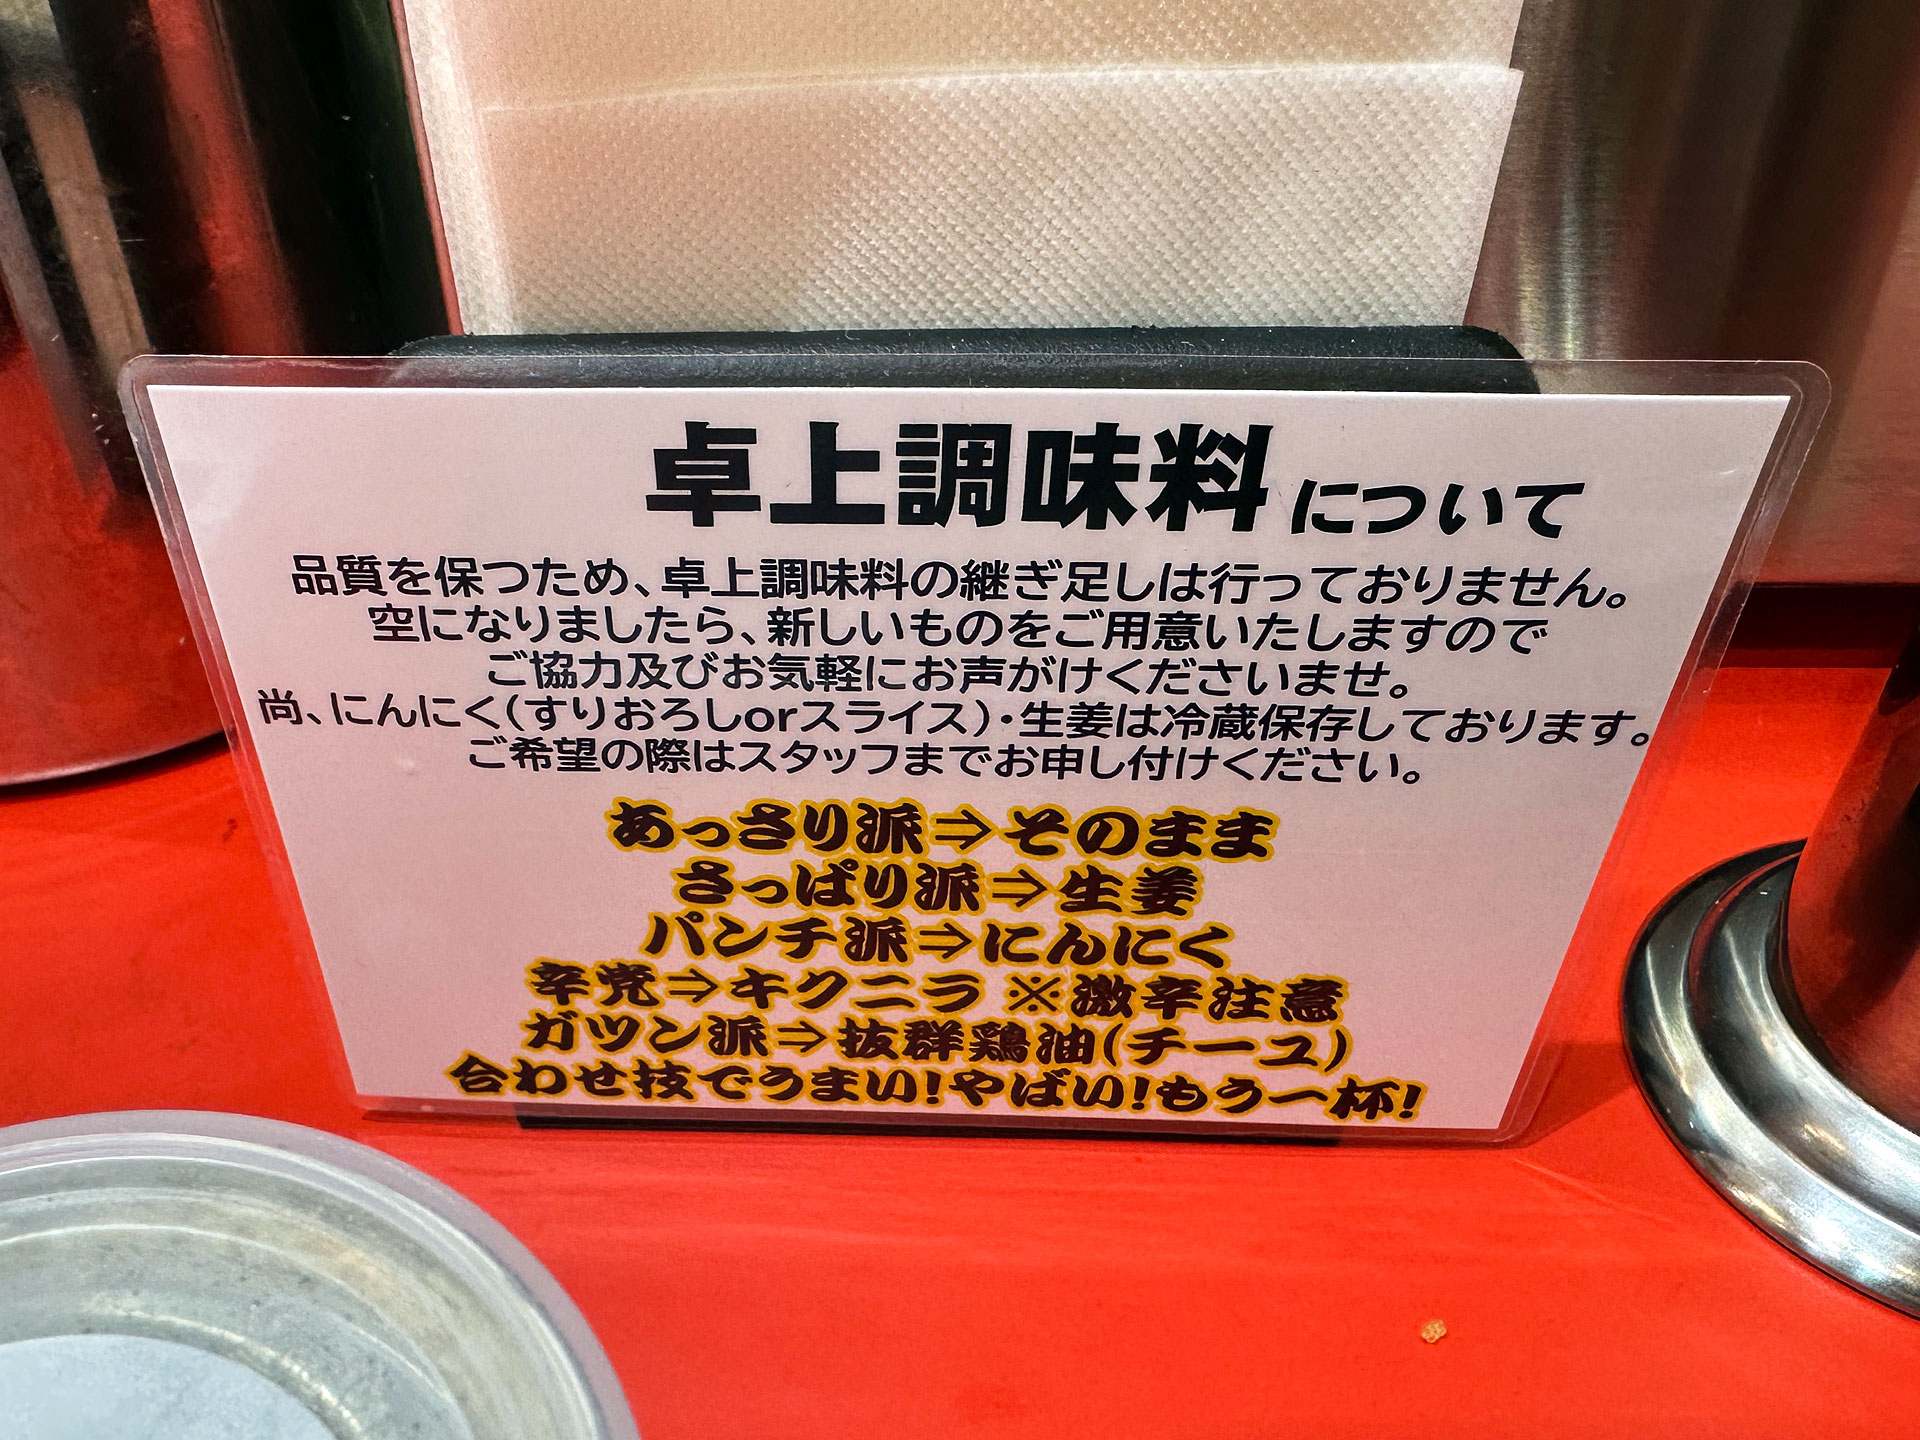 卓上調味料について
品質を保つため、卓上調味料の継ぎ足しは行っておりません。
空になりましたら、新しいものをご用意いたしますので
ご協力及びお気軽にお声がけくださいませ。
尚、にんにく(すりおろしorスライス)・生姜は冷蔵保存しております。
ご希望の際はスタッフまでお申し付けください。
あっさり派⇒そのまま
さっぱり派⇒生姜
パンチ派⇒にんにく
辛党⇒キクニラ ※激辛注意
ガツン派⇒抜群鶏油(チーユ)
合わせ技でうまい!やばい!もう一杯!